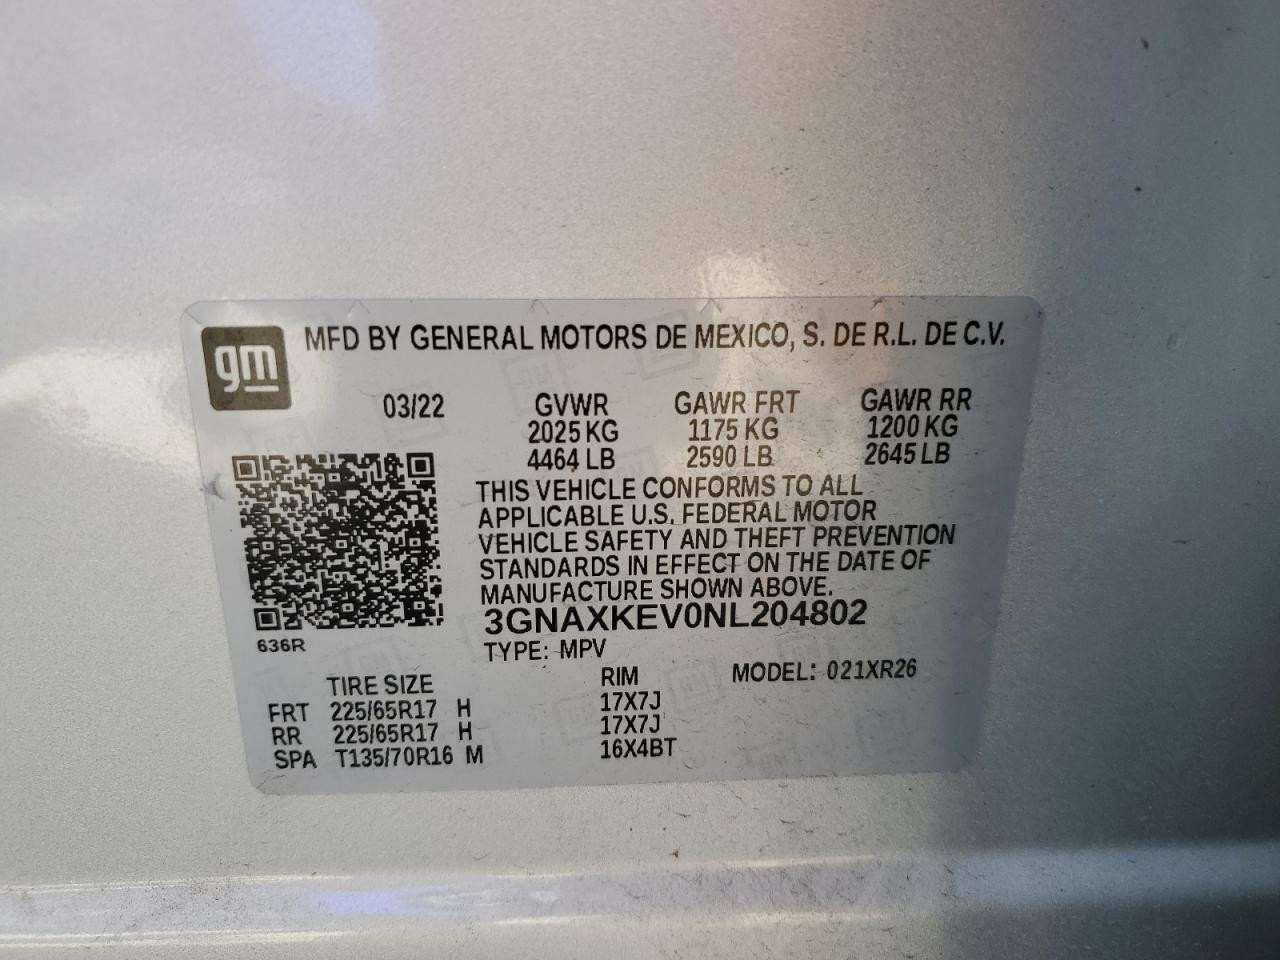 gm
MFD BY GENERAL MOTORS DE MEXICO, S. DE R.L. DE C.V.
03/22 GVWR GAWR FRT GAWR RR
2025 KG 1175 KG 1200 KG
4464 LB 2590 LB 2645 LB
THIS VEHICLE CONFORMS TO ALL
APPLICABLE U.S. FEDERAL MOTOR
VEHICLE SAFETY AND THEFT PREVENTION
STANDARDS IN EFFECT ON THE DATE OF
MANUFACTURE SHOWN ABOVE.
3GNAXKEV0NL204802
636R
TYPE: MPV
TIRE SIZE RIM MODEL: 021XR26
FRT 225/65R17 H 17X7J
RR 225/65R17 H 17X7J
SPA T135/70R16 M 16X4BT